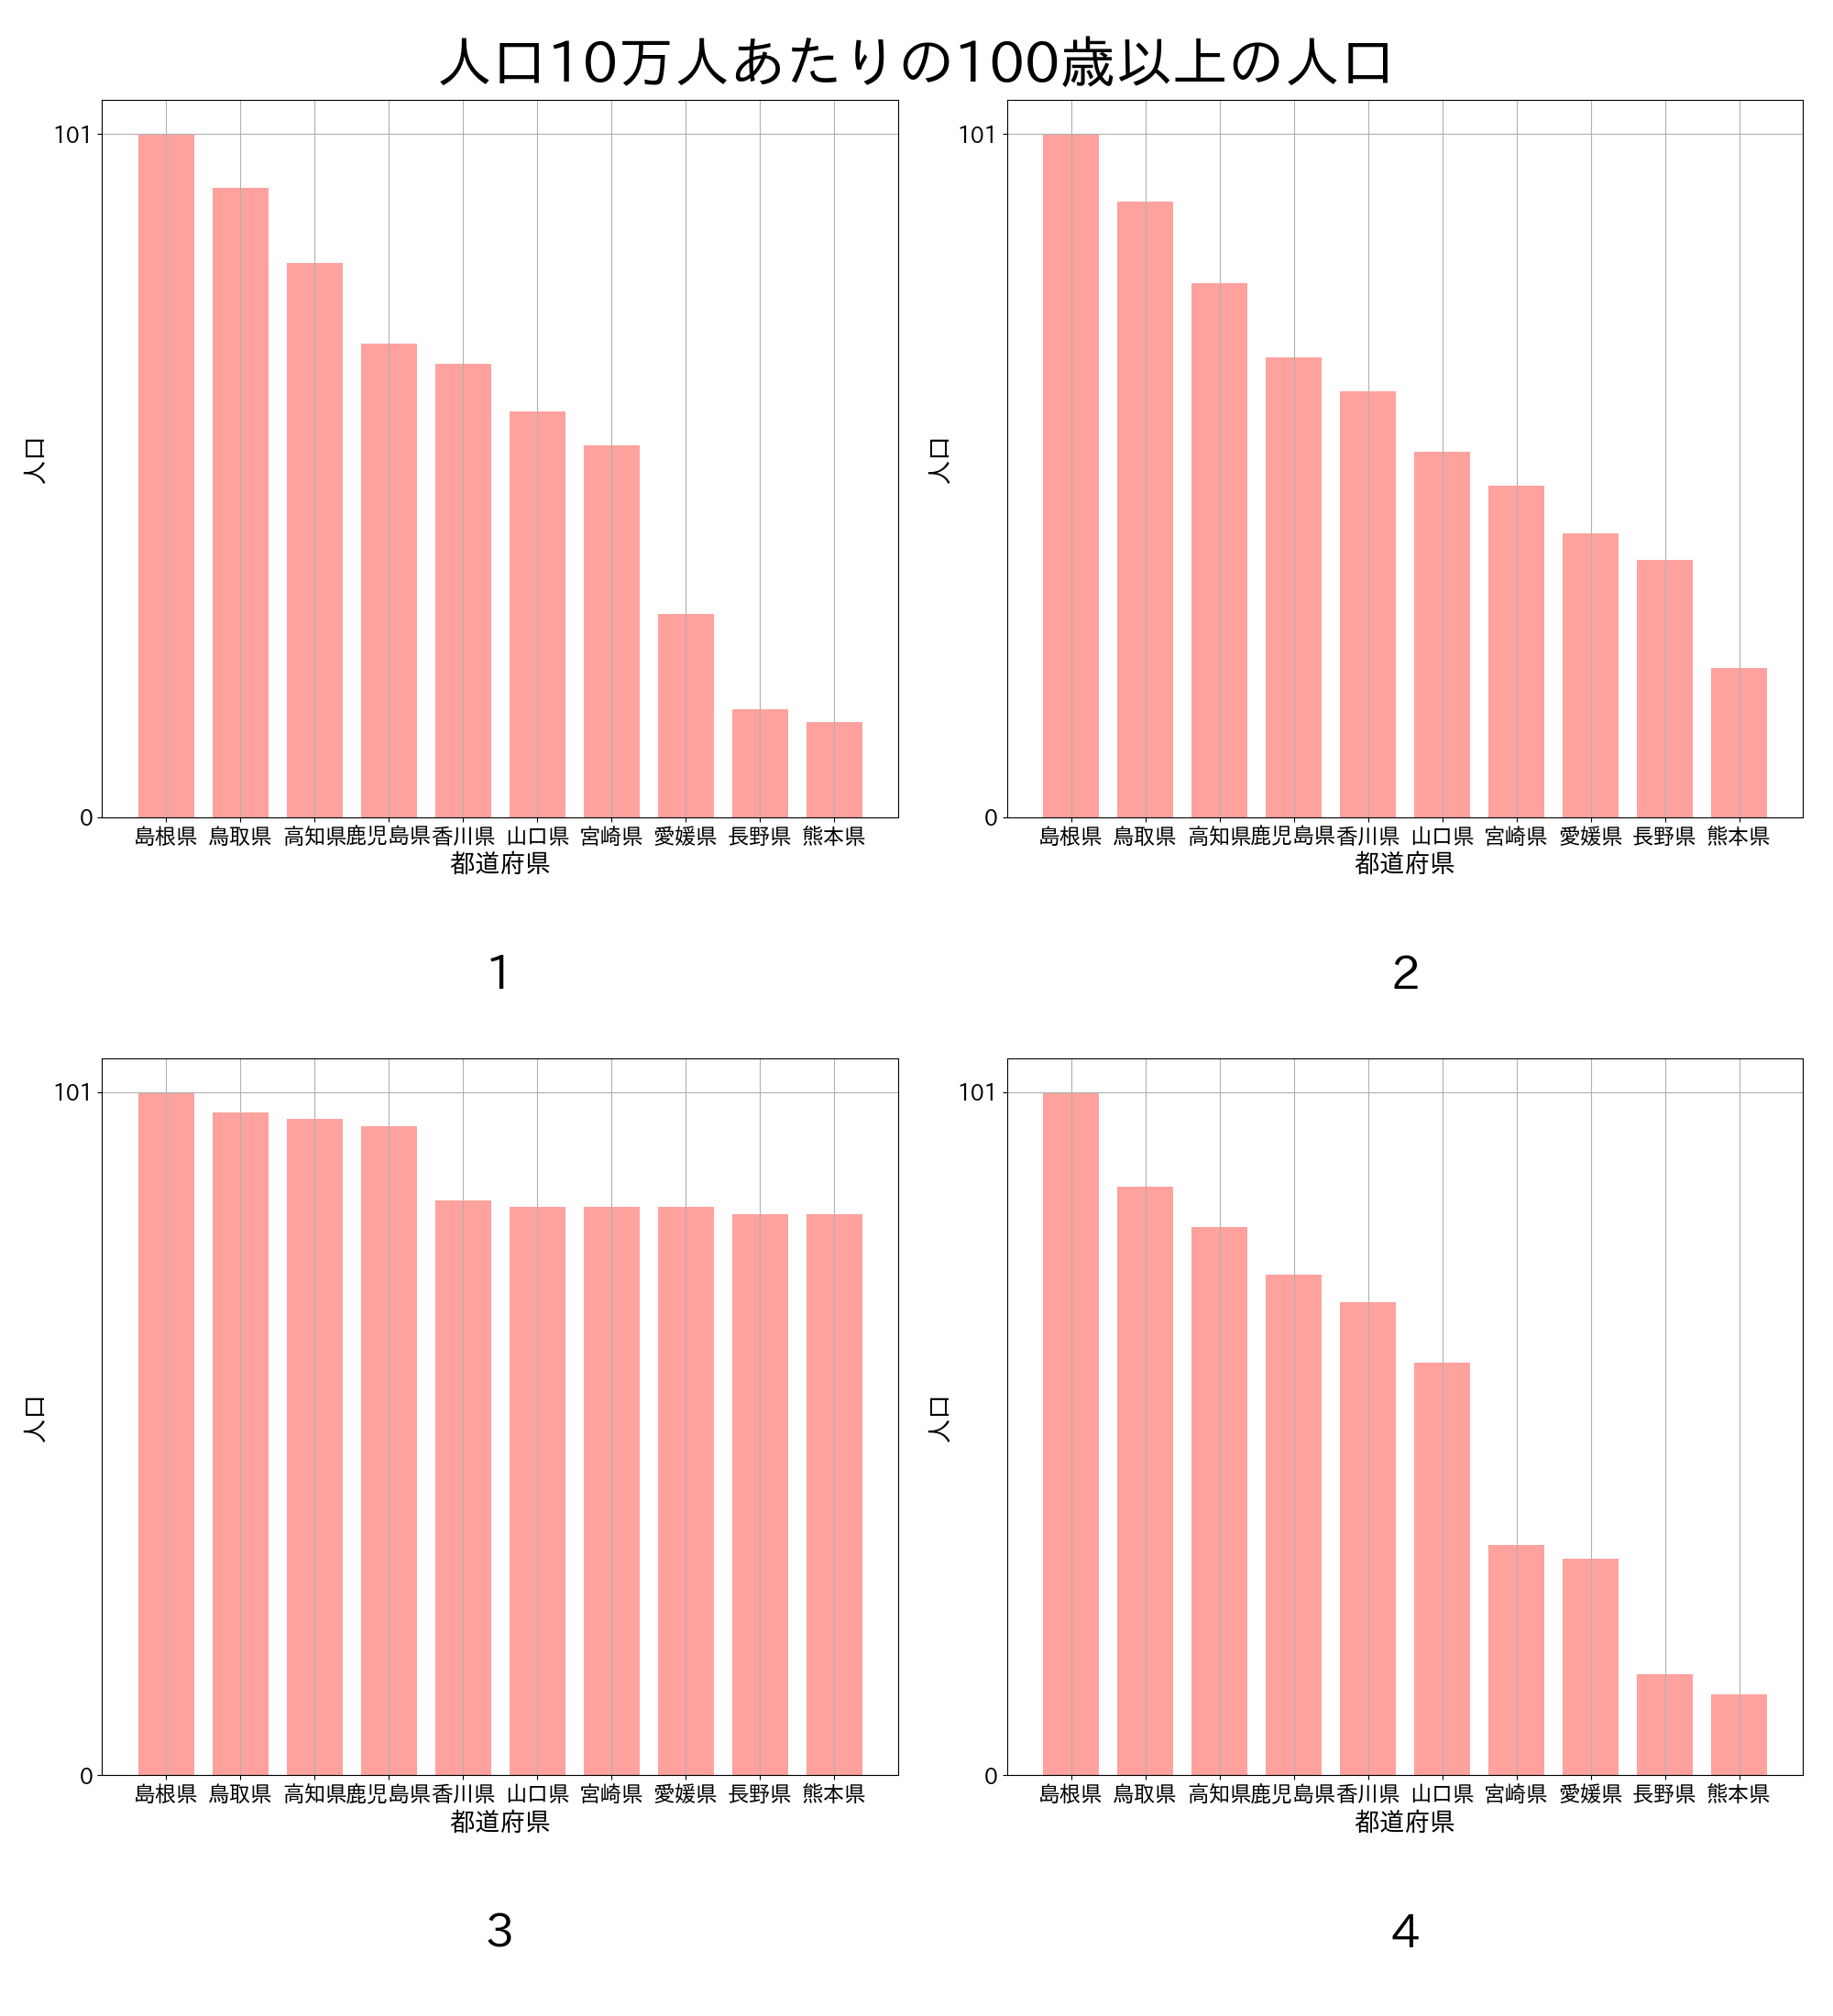 人口10万人あたりの100歳以上の人口
101
0
人口
島根県 鳥取県 高知県 鹿児島県 香川県 山口県 宮崎県 愛媛県 長野県 熊本県
都道府県
1
101
0
人口
島根県 鳥取県 高知県 鹿児島県 香川県 山口県 宮崎県 愛媛県 長野県 熊本県
都道府県
2
101
0
人口
島根県 鳥取県 高知県 鹿児島県 香川県 山口県 宮崎県 愛媛県 長野県 熊本県
都道府県
3
101
0
人口
島根県 鳥取県 高知県 鹿児島県 香川県 山口県 宮崎県 愛媛県 長野県 熊本県
都道府県
4